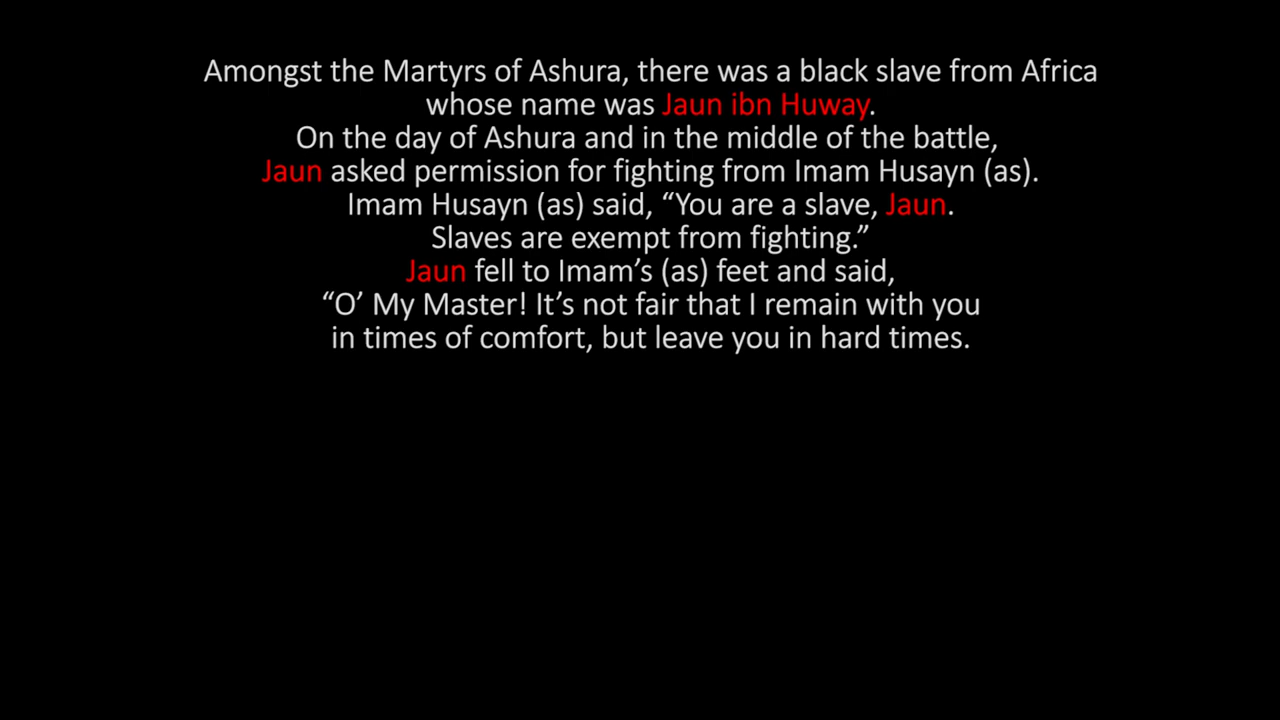 Amongst the Martyrs of Ashura, there was a black slave from Africa
whose name was Jaun ibn Huway.
On the day of Ashura and in the middle of the battle,
Jaun asked permission for fighting from Imam Husayn (as).
Imam Husayn (as) said, “You are a slave, Jaun.
Slaves are exempt from fighting.”
Jaun fell to Imam’s (as) feet and said,
“O’ My Master! It’s not fair that I remain with you
in times of comfort, but leave you in hard times.